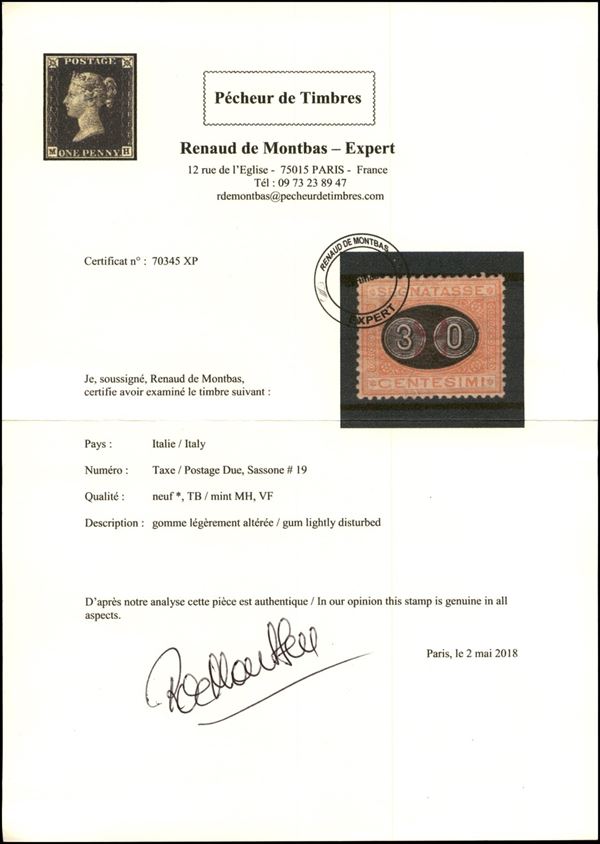 POSTAGE
M H
ONE PENNY
Pécheur de Timbres
Renaud de Montbas – Expert
12 rue de l'Eglise - 75015 PARIS - France
Tél : 09 73 23 89 47
rdemontbas@pecheurdetimbres.com
Certificat n° : 70345 XP
RENAUD DE MONTBAS
EXPERT
SEGNATASSE
30
CENTESIMI
Je, soussigné, Renaud de Montbas,
certifie avoir examiné le timbre suivant :
Pays : Italie / Italy
Numéro : Taxe / Postage Due, Sassone # 19
Qualité : neuf *, TB / mint MH, VF
Description : gomme légèrement altérée / gum lightly disturbed
D'après notre analyse cette pièce est authentique / In our opinion this stamp is genuine in all
aspects.
Paris, le 2 mai 2018